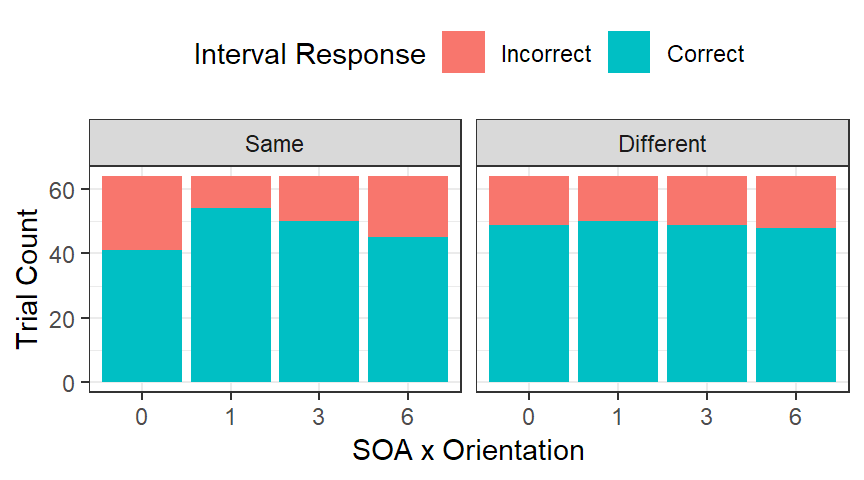 Interval Response Incorrect Correct
Same Different
Trial Count
60
40
20
0
0 1 3 6 0 1 3 6
SOA x Orientation